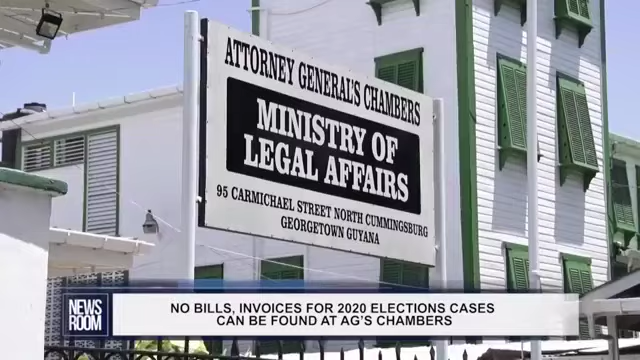 ATTORNEY GENERAL'S CHAMBERS
MINISTRY OF
LEGAL AFFAIRS
95 CARMICHAEL STREET NORTH CUMMINGSBURG
GEORGETOWN GUYANA
NEWS
ROOM
NO BILLS, INVOICES FOR 2020 ELECTIONS CASES
CAN BE FOUND AT AG'S CHAMBERS